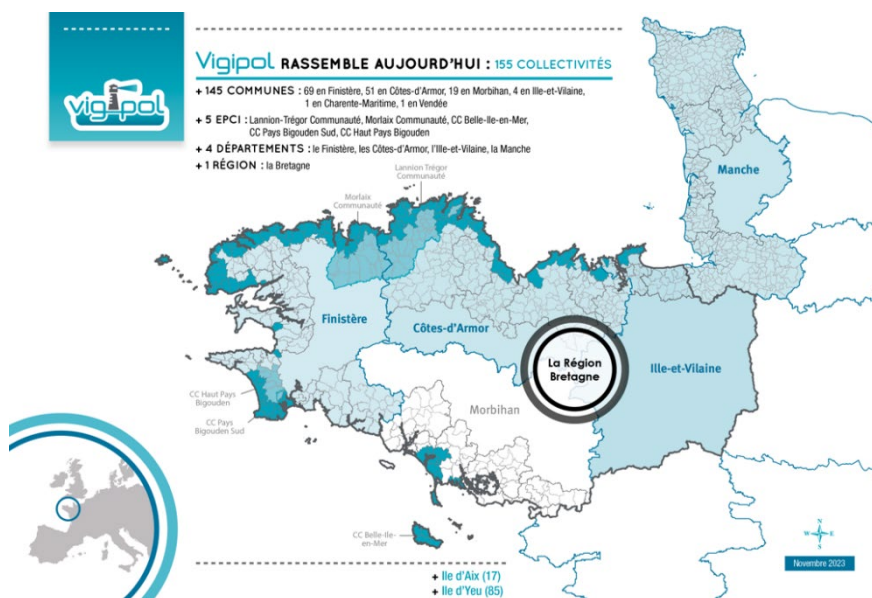 vigipol
Vigipol RASSEMBLE AUJOURD'HUI : 155 COLLECTIVITÉS
+ 145 COMMUNES : 69 en Finistère, 51 en Côtes-d'Armor, 19 en Morbihan, 4 en Ille-et-Vilaine,
1 en Charente-Maritime, 1 en Vendée
+ 5 EPCI : Lannion-Trégor Communauté, Morlaix Communauté, CC Belle-Ile-en-Mer,
CC Pays Bigouden Sud, CC Haut Pays Bigouden
+ 4 DÉPARTEMENTS : le Finistère, les Côtes-d'Armor, l'Ille-et-Vilaine, la Manche
+ 1 RÉGION : la Bretagne
Lannion Trégor
Communauté
Morlaix
Communauté
Manche
Finistère
Côtes-d'Armor
La Région
Bretagne
Ille-et-Vilaine
Morbihan
CC Haut Pays
Bigouden
CC Pays
Bigouden Sud
CC Belle-Ile-
en-Mer
N
W E
S
Novembre 2023
+ Ile d'Aix (17)
+ Ile d'Yeu (85)